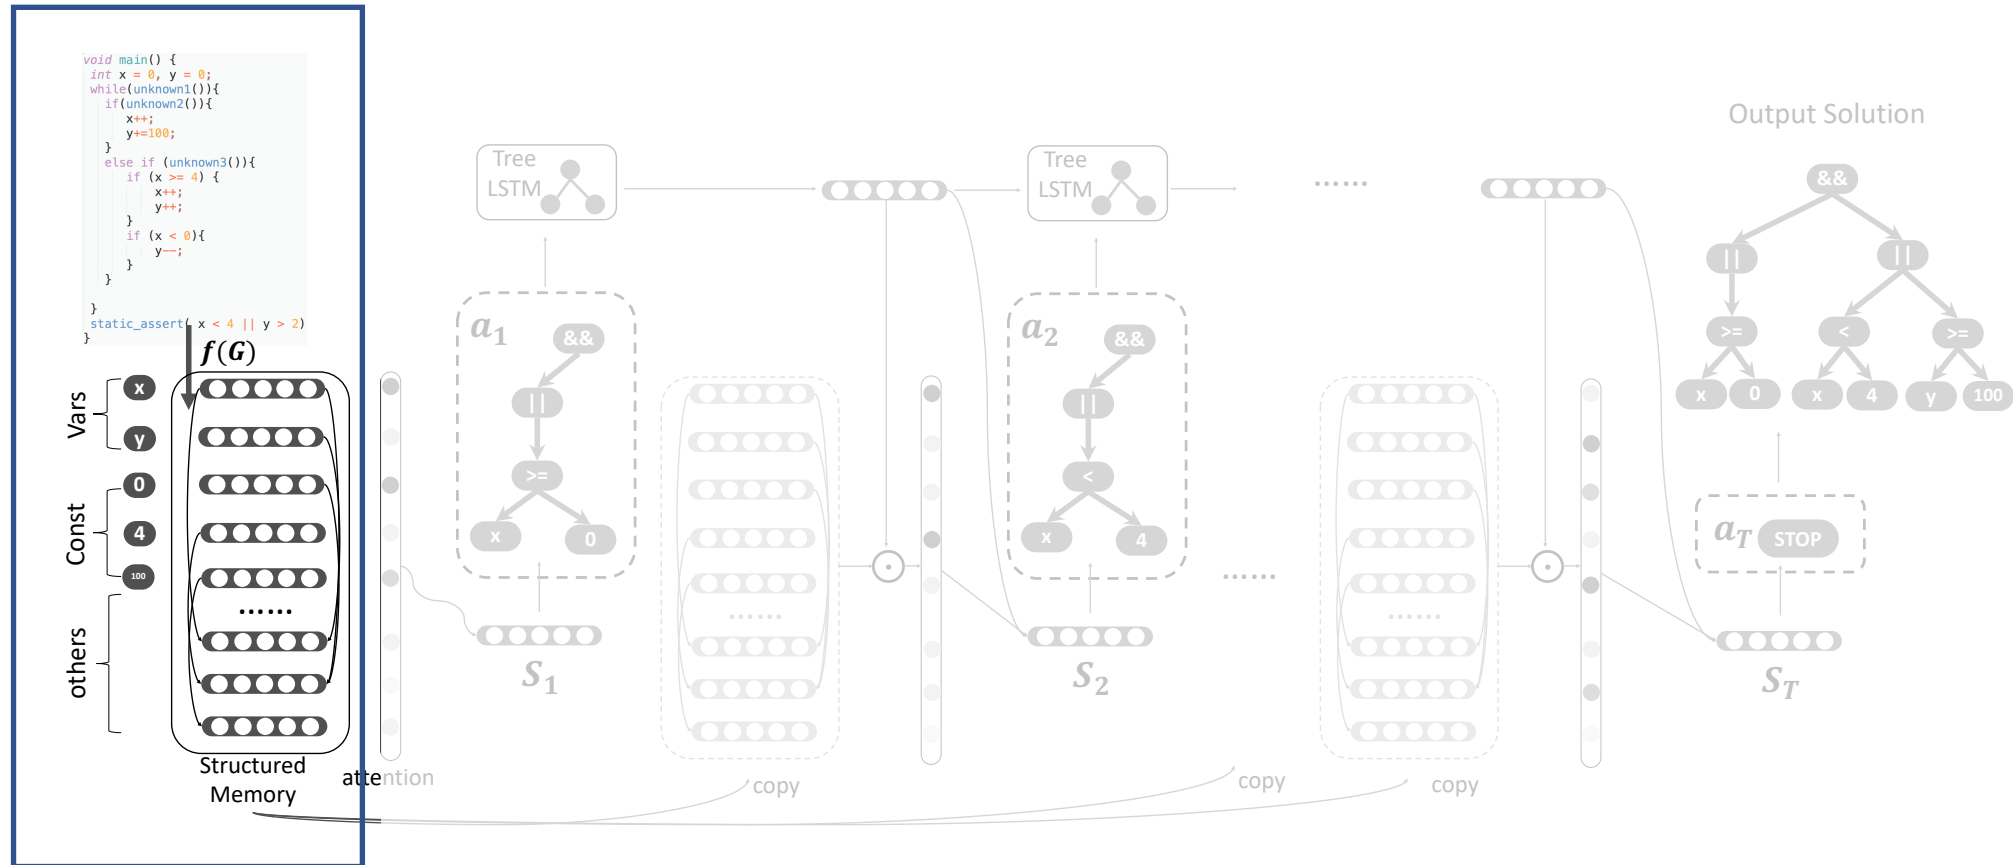 void main() {
int x = 0, y = 0;
while(unknown1()){
if(unknown2()){
x++;
y+=100;
}
else if (unknown3()){
if (x >= 4) {
x++;
y++;
}
if (x < 0){
y--;
}
}
}
static_assert( x < 4 || y > 2)
}
f(G)
Vars
x
y
Const
0
4
100
others
......
Structured
Memory
attention
Tree
LSTM
a1
&&
||
>=
x
0
S1
......
copy
Tree
LSTM
a2
&&
||
<
x
4
S2
......
......
copy
......
copy
Output Solution
&&
||
||
>=
<
>=
x
0
x
4
y
100
aT
STOP
ST